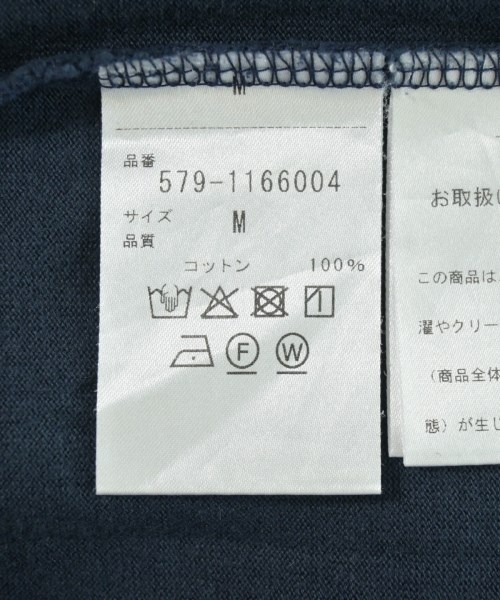 M
品番
579-1166004
サイズ M
品質
コットン 100%
F W
お取扱い
この商品は
濯やクリー
(商品全体
態)が生じ